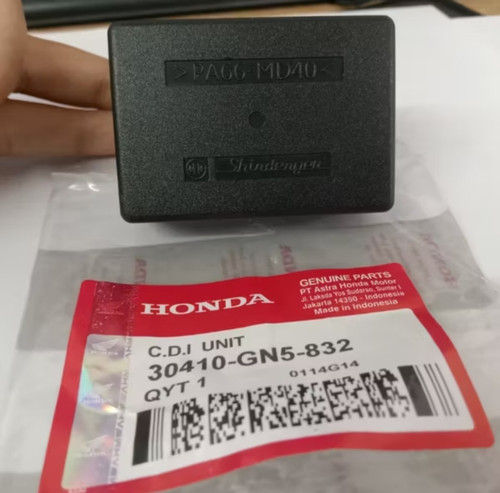 >PA66 MD40<
Shindengen
HONDA
GENUINE PARTS
PT Astra Honda Motor
Jl. Laksda Yos Sudarso, Sunter I
Jakarta 14350 - Indonesia
Made in Indonesia
C.D.I UNIT
30410-GN5-832
QYT 1
0114G14